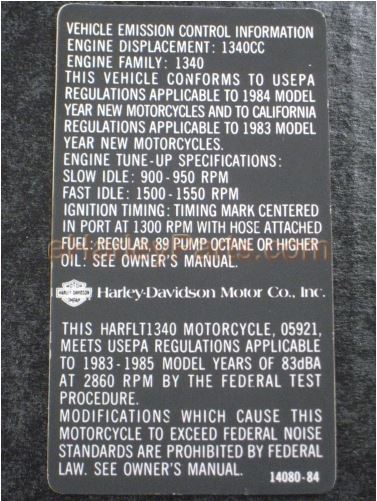 VEHICLE EMISSION CONTROL INFORMATION
ENGINE DISPLACEMENT: 1340CC
ENGINE FAMILY: 1340
THIS VEHICLE CONFORMS TO USEPA
REGULATIONS APPLICABLE TO 1984 MODEL
YEAR NEW MOTORCYCLES AND TO CALIFORNIA
REGULATIONS APPLICABLE TO 1983 MODEL
YEAR NEW MOTORCYCLES.
ENGINE TUNE-UP SPECIFICATIONS:
SLOW IDLE: 900-950 RPM
FAST IDLE: 1500-1550 RPM
IGNITION TIMING: TIMING MARK CENTERED
IN PORT AT 1300 RPM WITH HOSE ATTACHED
FUEL: REGULAR, 89 PUMP OCTANE OR HIGHER
OIL: SEE OWNER'S MANUAL.
HARLEY-DAVIDSON
Harley-Davidson Motor Co., Inc.
THIS HARFLT1340 MOTORCYCLE, 05921,
MEETS USEPA REGULATIONS APPLICABLE
TO 1983-1985 MODEL YEARS OF 83dBA
AT 2860 RPM BY THE FEDERAL TEST
PROCEDURE.
MODIFICATIONS WHICH CAUSE THIS
MOTORCYCLE TO EXCEED FEDERAL NOISE
STANDARDS ARE PROHIBITED BY FEDERAL
LAW. SEE OWNER'S MANUAL.
14080-84